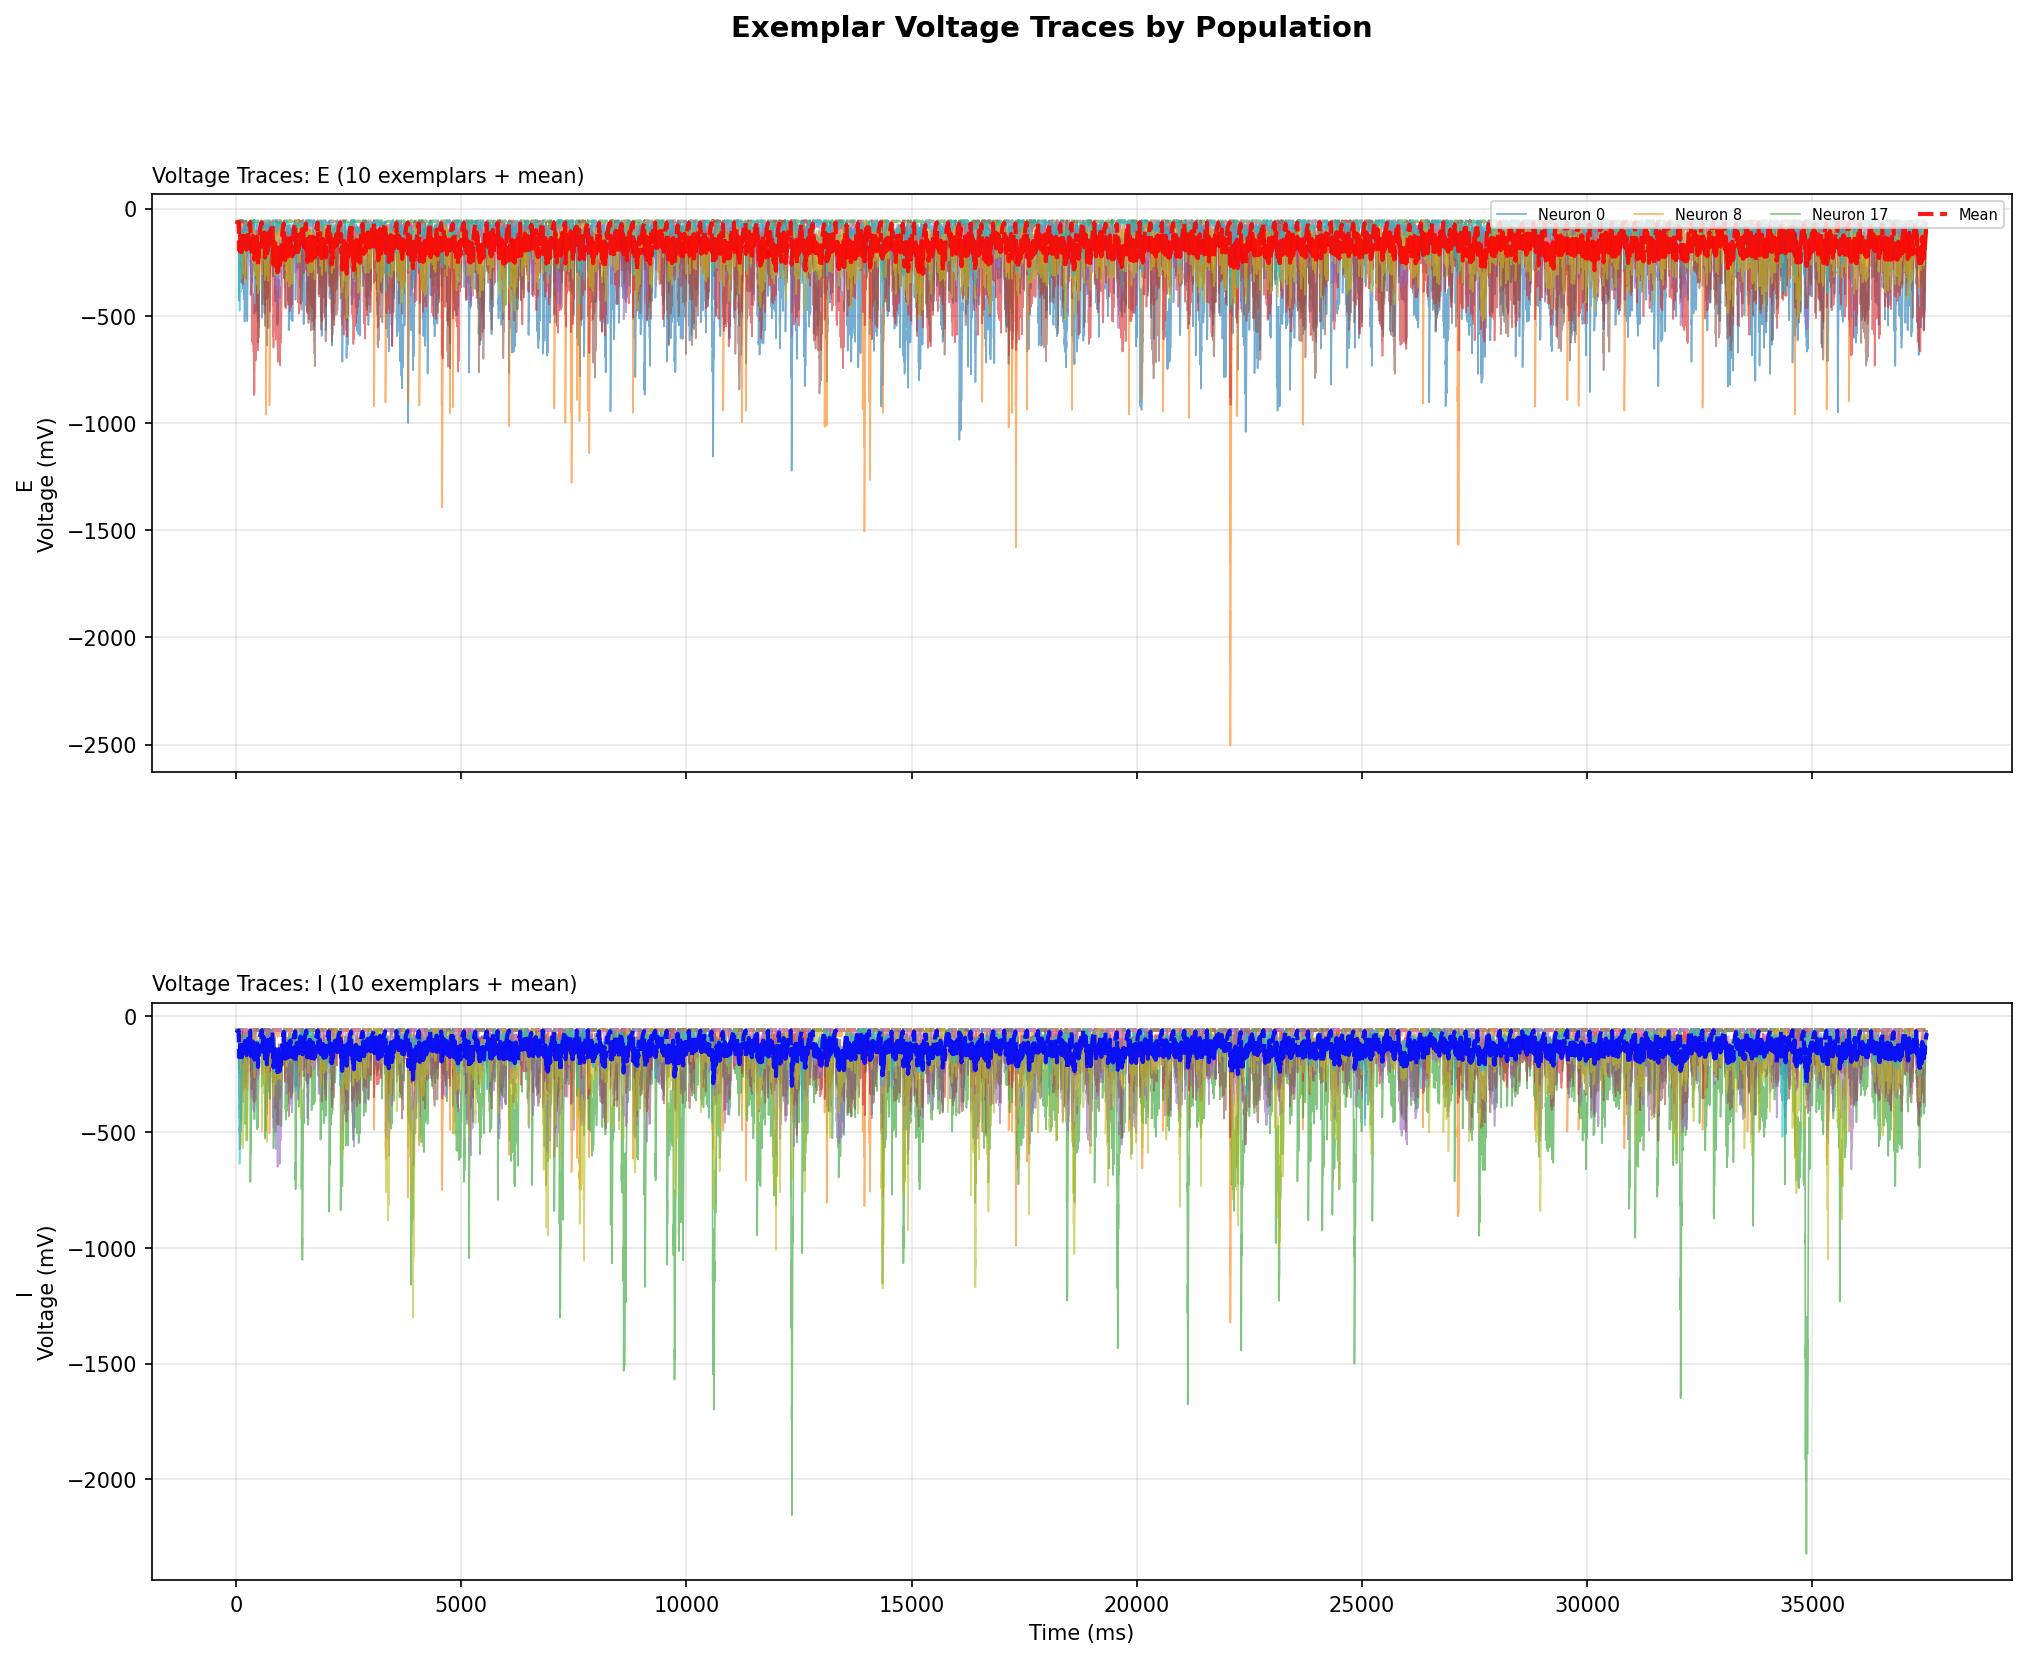 Exemplar Voltage Traces by Population
Voltage Traces: E (10 exemplars + mean)
E
Voltage (mV)
0
−500
−1000
−1500
−2000
−2500
Neuron 0 Neuron 8 Neuron 17 Mean
Voltage Traces: I (10 exemplars + mean)
I
Voltage (mV)
0
−500
−1000
−1500
−2000
0 5000 10000 15000 20000 25000 30000 35000
Time (ms)